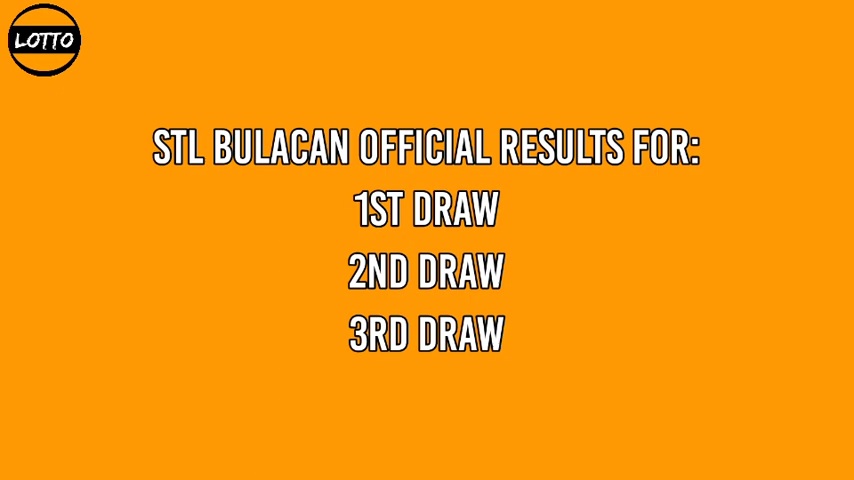 LOTTO
STL BULACAN OFFICIAL RESULTS FOR:
1ST DRAW
2ND DRAW
3RD DRAW